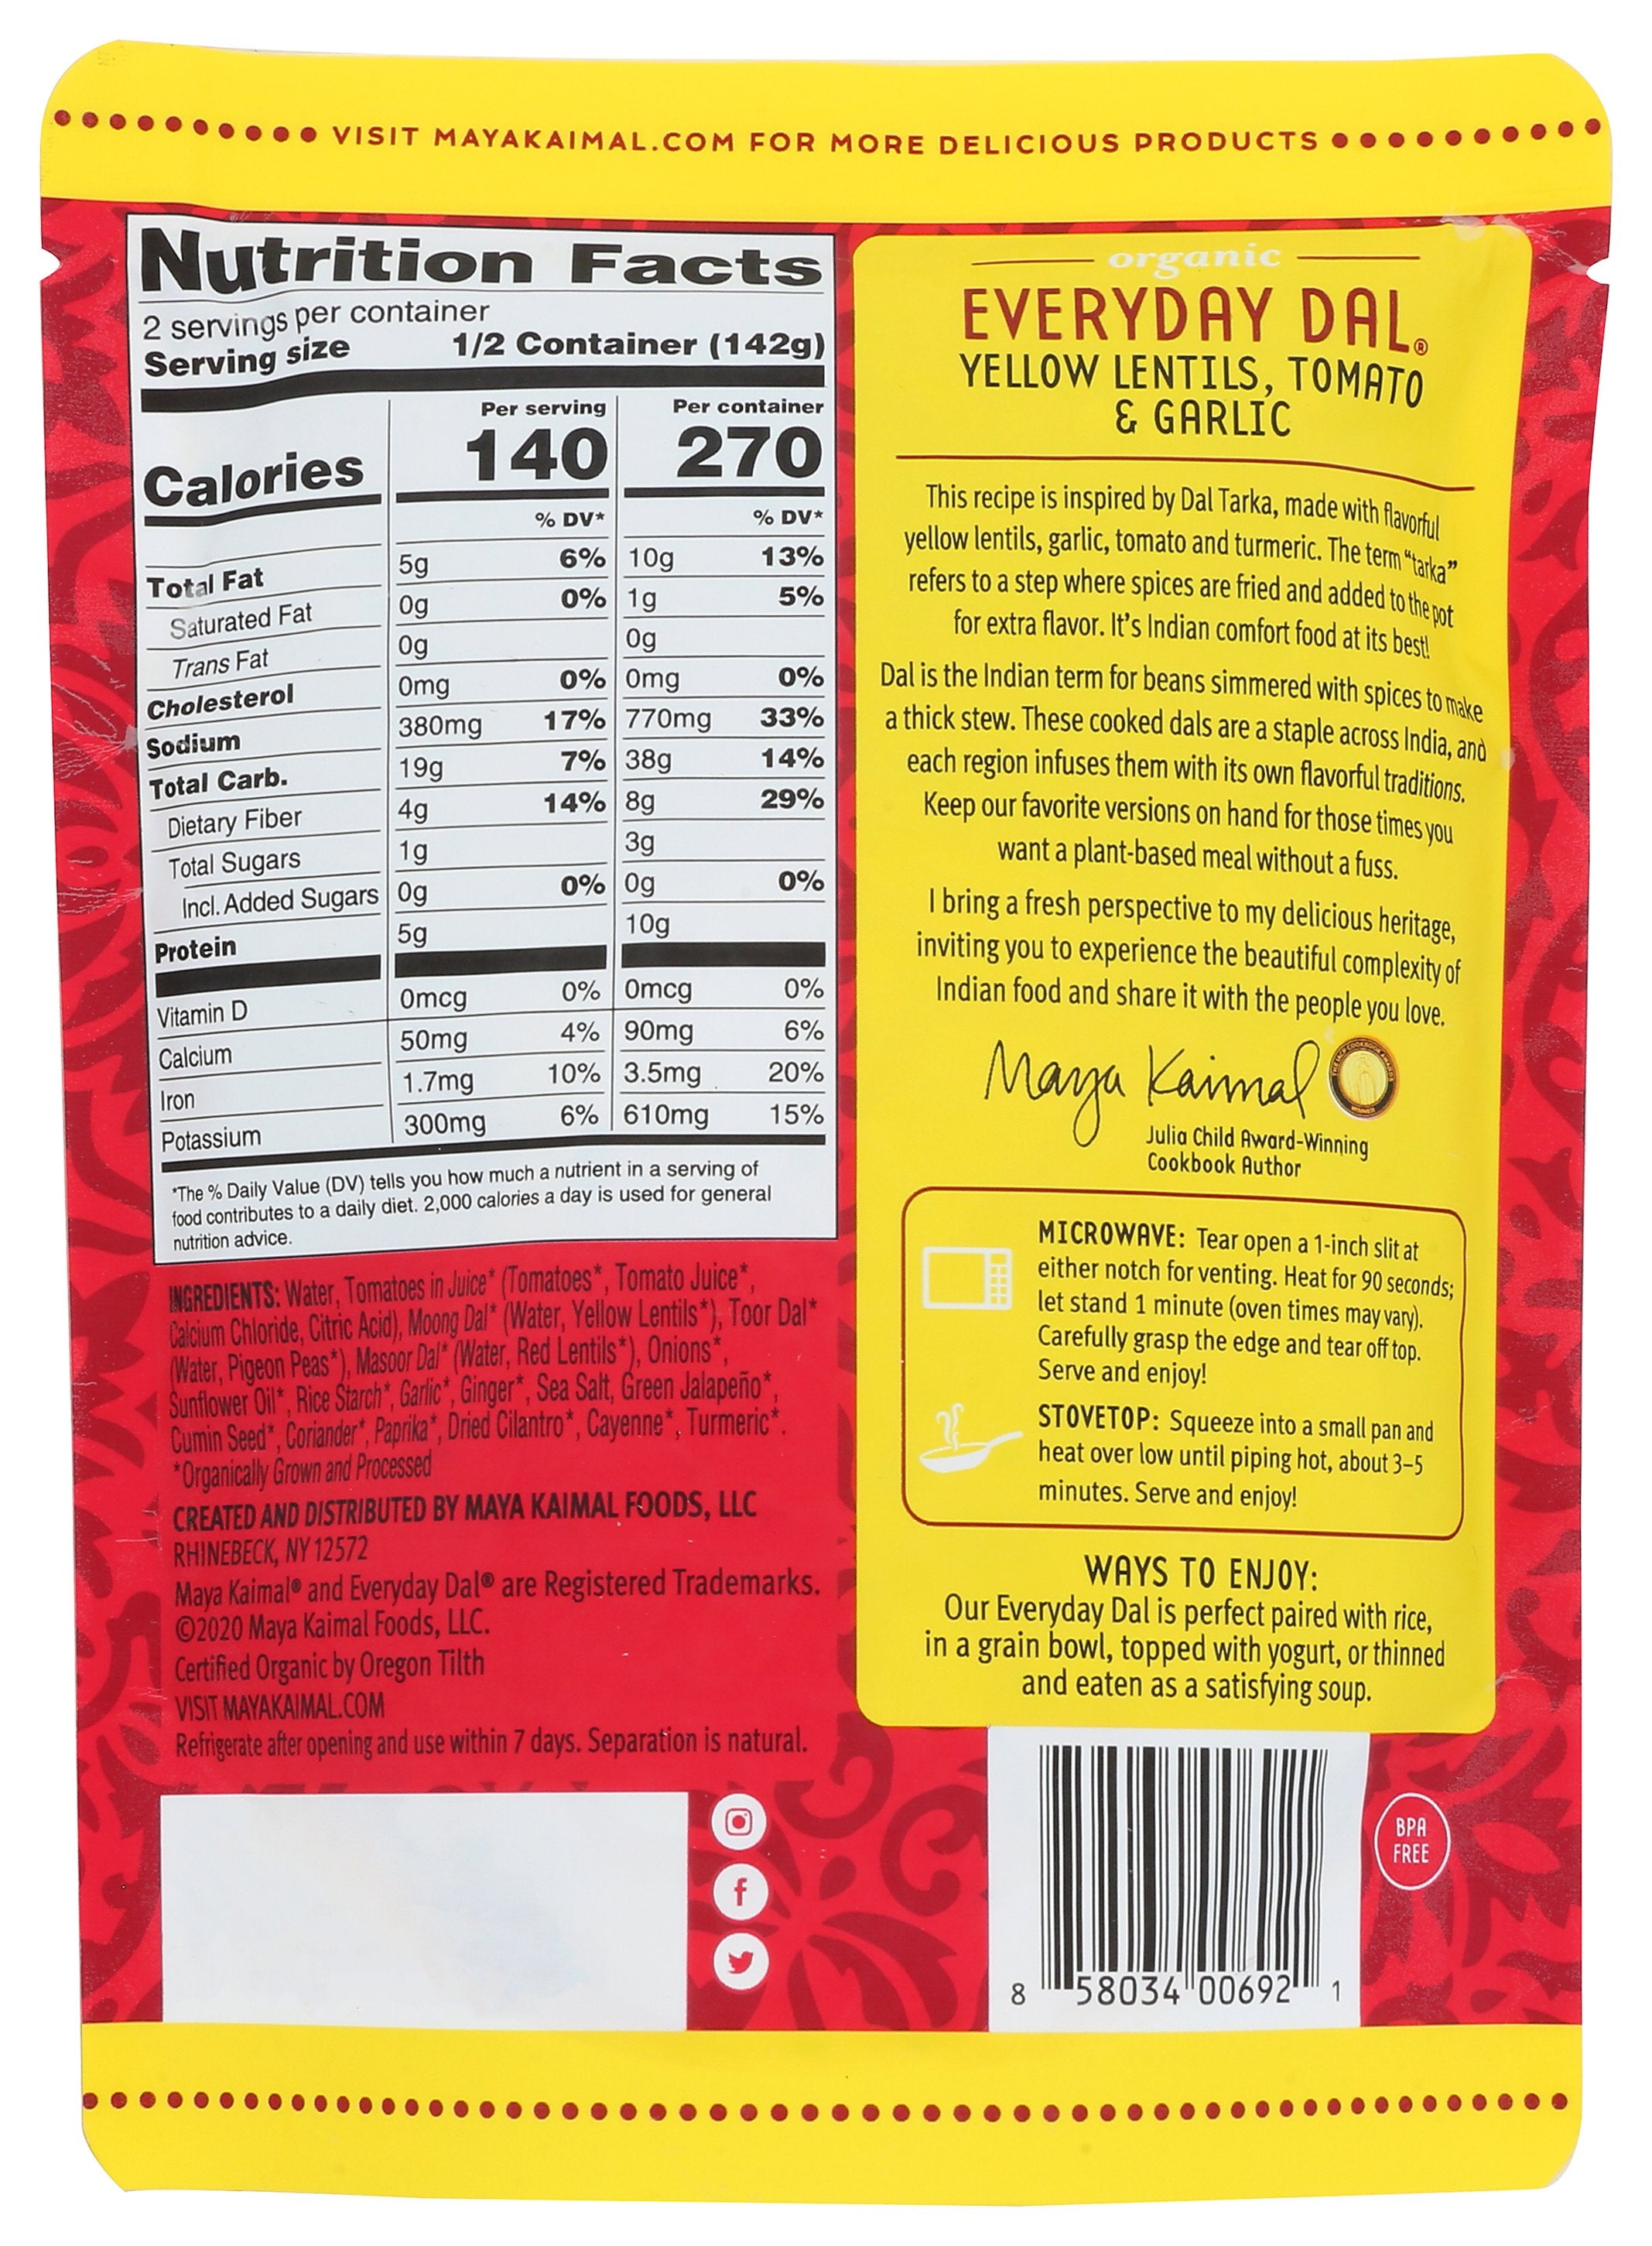 VISIT MAYAKAIMAL.COM FOR MORE DELICIOUS PRODUCTS
Nutrition Facts
2 servings per container
Serving size 1/2 Container (142g)
Per serving Per container
Calories 140 270
% DV* % DV*
Total Fat 5g 6% 10g 13%
Saturated Fat 0g 0% 1g 5%
Trans Fat 0g 0g
Cholesterol 0mg 0% 0mg 0%
Sodium 380mg 17% 770mg 33%
Total Carb. 19g 7% 38g 14%
Dietary Fiber 4g 14% 8g 29%
Total Sugars 1g 3g
Incl. Added Sugars 0g 0% 0g 0%
Protein 5g 10g
Vitamin D 0mcg 0% 0mcg 0%
Calcium 50mg 4% 90mg 6%
Iron 1.7mg 10% 3.5mg 20%
Potassium 300mg 6% 610mg 15%
*The % Daily Value (DV) tells you how much a nutrient in a serving of
food contributes to a daily diet. 2,000 calories a day is used for general
nutrition advice.
INGREDIENTS: Water, Tomatoes in Juice* (Tomatoes*, Tomato Juice*,
Calcium Chloride, Citric Acid), Moong Dal* (Water, Yellow Lentils*), Toor Dal*
(Water, Pigeon Peas*), Masoor Dal* (Water, Red Lentils*), Onions*,
Sunflower Oil*, Rice Starch*, Garlic*, Ginger*, Sea Salt, Green Jalapeño*,
Cumin Seed*, Coriander*, Paprika*, Dried Cilantro*, Cayenne*, Turmeric*.
*Organically Grown and Processed
CREATED AND DISTRIBUTED BY MAYA KAIMAL FOODS, LLC
RHINEBECK, NY 12572
Maya Kaimal® and Everyday Dal® are Registered Trademarks.
©2020 Maya Kaimal Foods, LLC.
Certified Organic by Oregon Tilth
VISIT MAYAKAIMAL.COM
Refrigerate after opening and use within 7 days. Separation is natural.
organic
EVERYDAY DAL®
YELLOW LENTILS, TOMATO
& GARLIC
This recipe is inspired by Dal Tarka, made with flavorful
yellow lentils, garlic, tomato and turmeric. The term “tarka”
refers to a step where spices are fried and added to the pot
for extra flavor. It's Indian comfort food at its best!
Dal is the Indian term for beans simmered with spices to make
a thick stew. These cooked dals are a staple across India, and
each region infuses them with its own flavorful traditions.
Keep our favorite versions on hand for those times you
want a plant-based meal without a fuss.
I bring a fresh perspective to my delicious heritage,
inviting you to experience the beautiful complexity of
Indian food and share it with the people you love.
Maya Kaimal
Julia Child Award-Winning
Cookbook Author
MICROWAVE: Tear open a 1-inch slit at
either notch for venting. Heat for 90 seconds;
let stand 1 minute (oven times may vary).
Carefully grasp the edge and tear off top.
Serve and enjoy!
STOVETOP: Squeeze into a small pan and
heat over low until piping hot, about 3–5
minutes. Serve and enjoy!
WAYS TO ENJOY:
Our Everyday Dal is perfect paired with rice,
in a grain bowl, topped with yogurt, or thinned
and eaten as a satisfying soup.
8 58034 00692 1
BPA
FREE